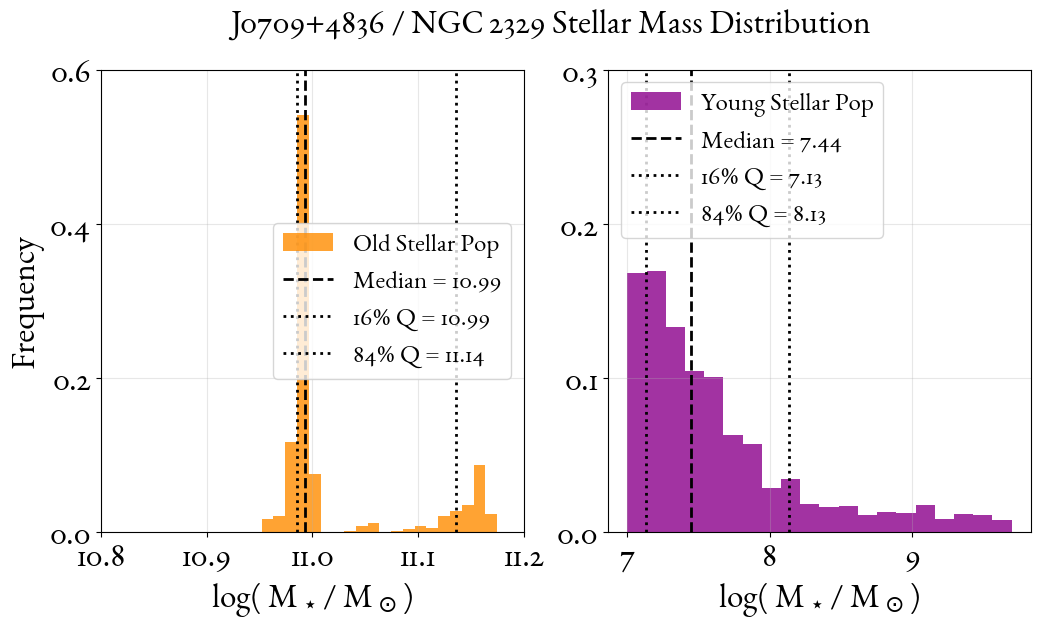 J0709+4836 / NGC 2329 Stellar Mass Distribution
Frequency
0.6
0.4
0.2
0.0
10.8
10.9
11.0
11.1
11.2
log( M ⋆ / M ⊙ )
Old Stellar Pop
Median = 10.99
16% Q = 10.99
84% Q = 11.14
0.3
0.2
0.1
0.0
7
8
9
log( M ⋆ / M ⊙ )
Young Stellar Pop
Median = 7.44
16% Q = 7.13
84% Q = 8.13